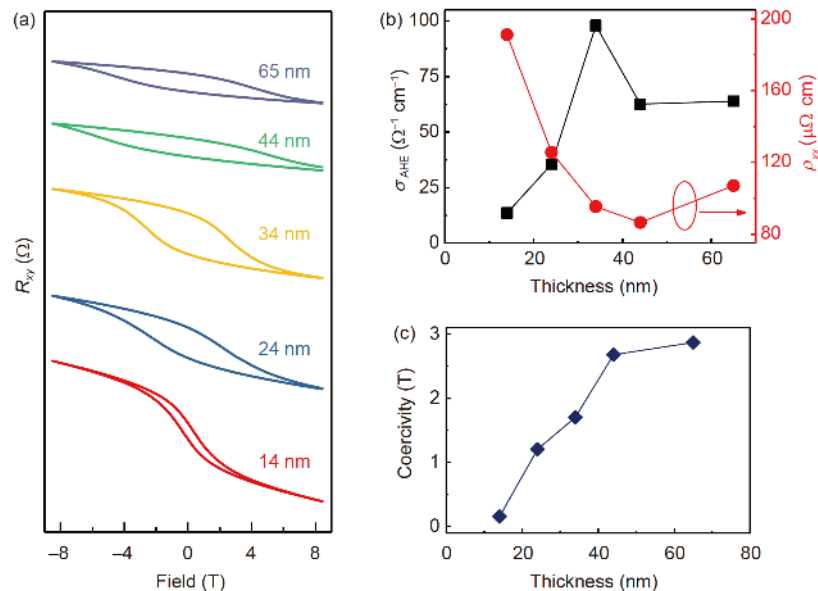 (a)
65 nm
44 nm
34 nm
24 nm
14 nm
Rxy (Ω)
–8 –4 0 4 8
Field (T)
(b)
100
75
50
25
0
σAHE (Ω⁻¹ cm⁻¹)
200
160
120
80
ρxx (μΩ cm)
0 20 40 60
Thickness (nm)
(c)
3
2
1
0
Coercivity (T)
0 20 40 60 80
Thickness (nm)